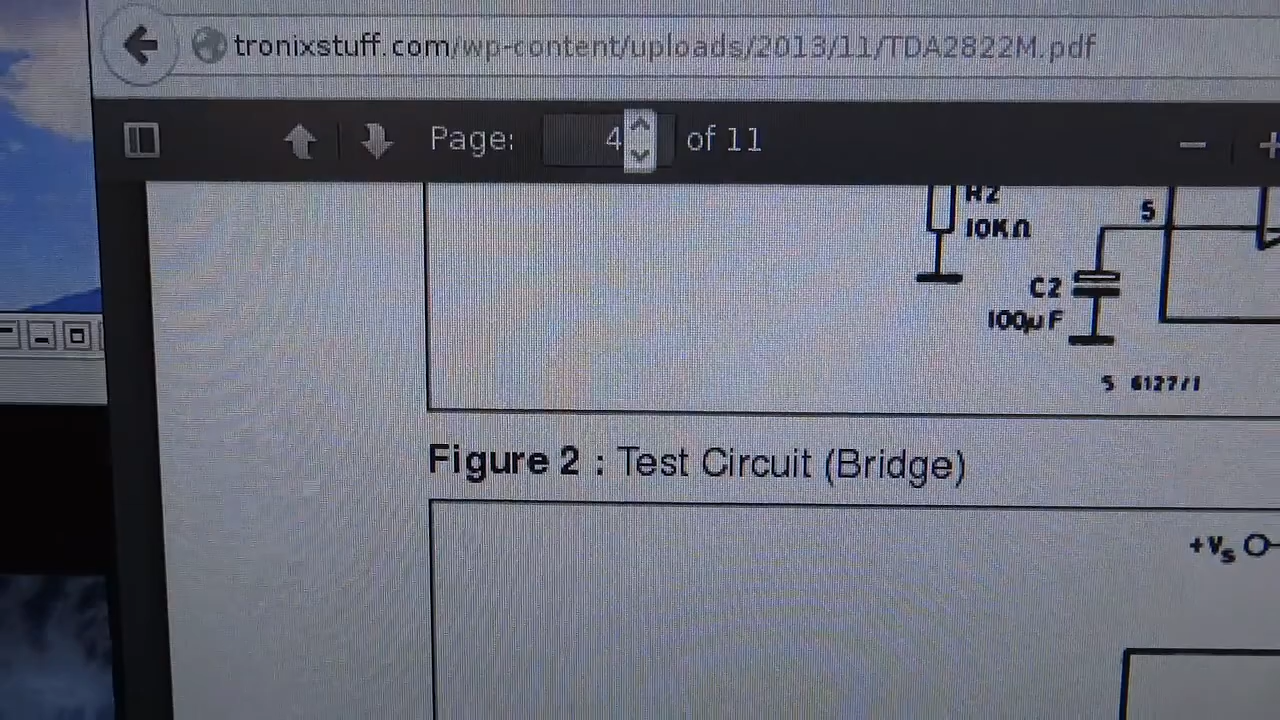 tronixstuff.com/wp-content/uploads/2013/11/TDA2822M.pdf
Page: 4 of 11
R2
10KΩ
5
C2
100μF
S 6127/1
Figure 2 : Test Circuit (Bridge)
+Vs